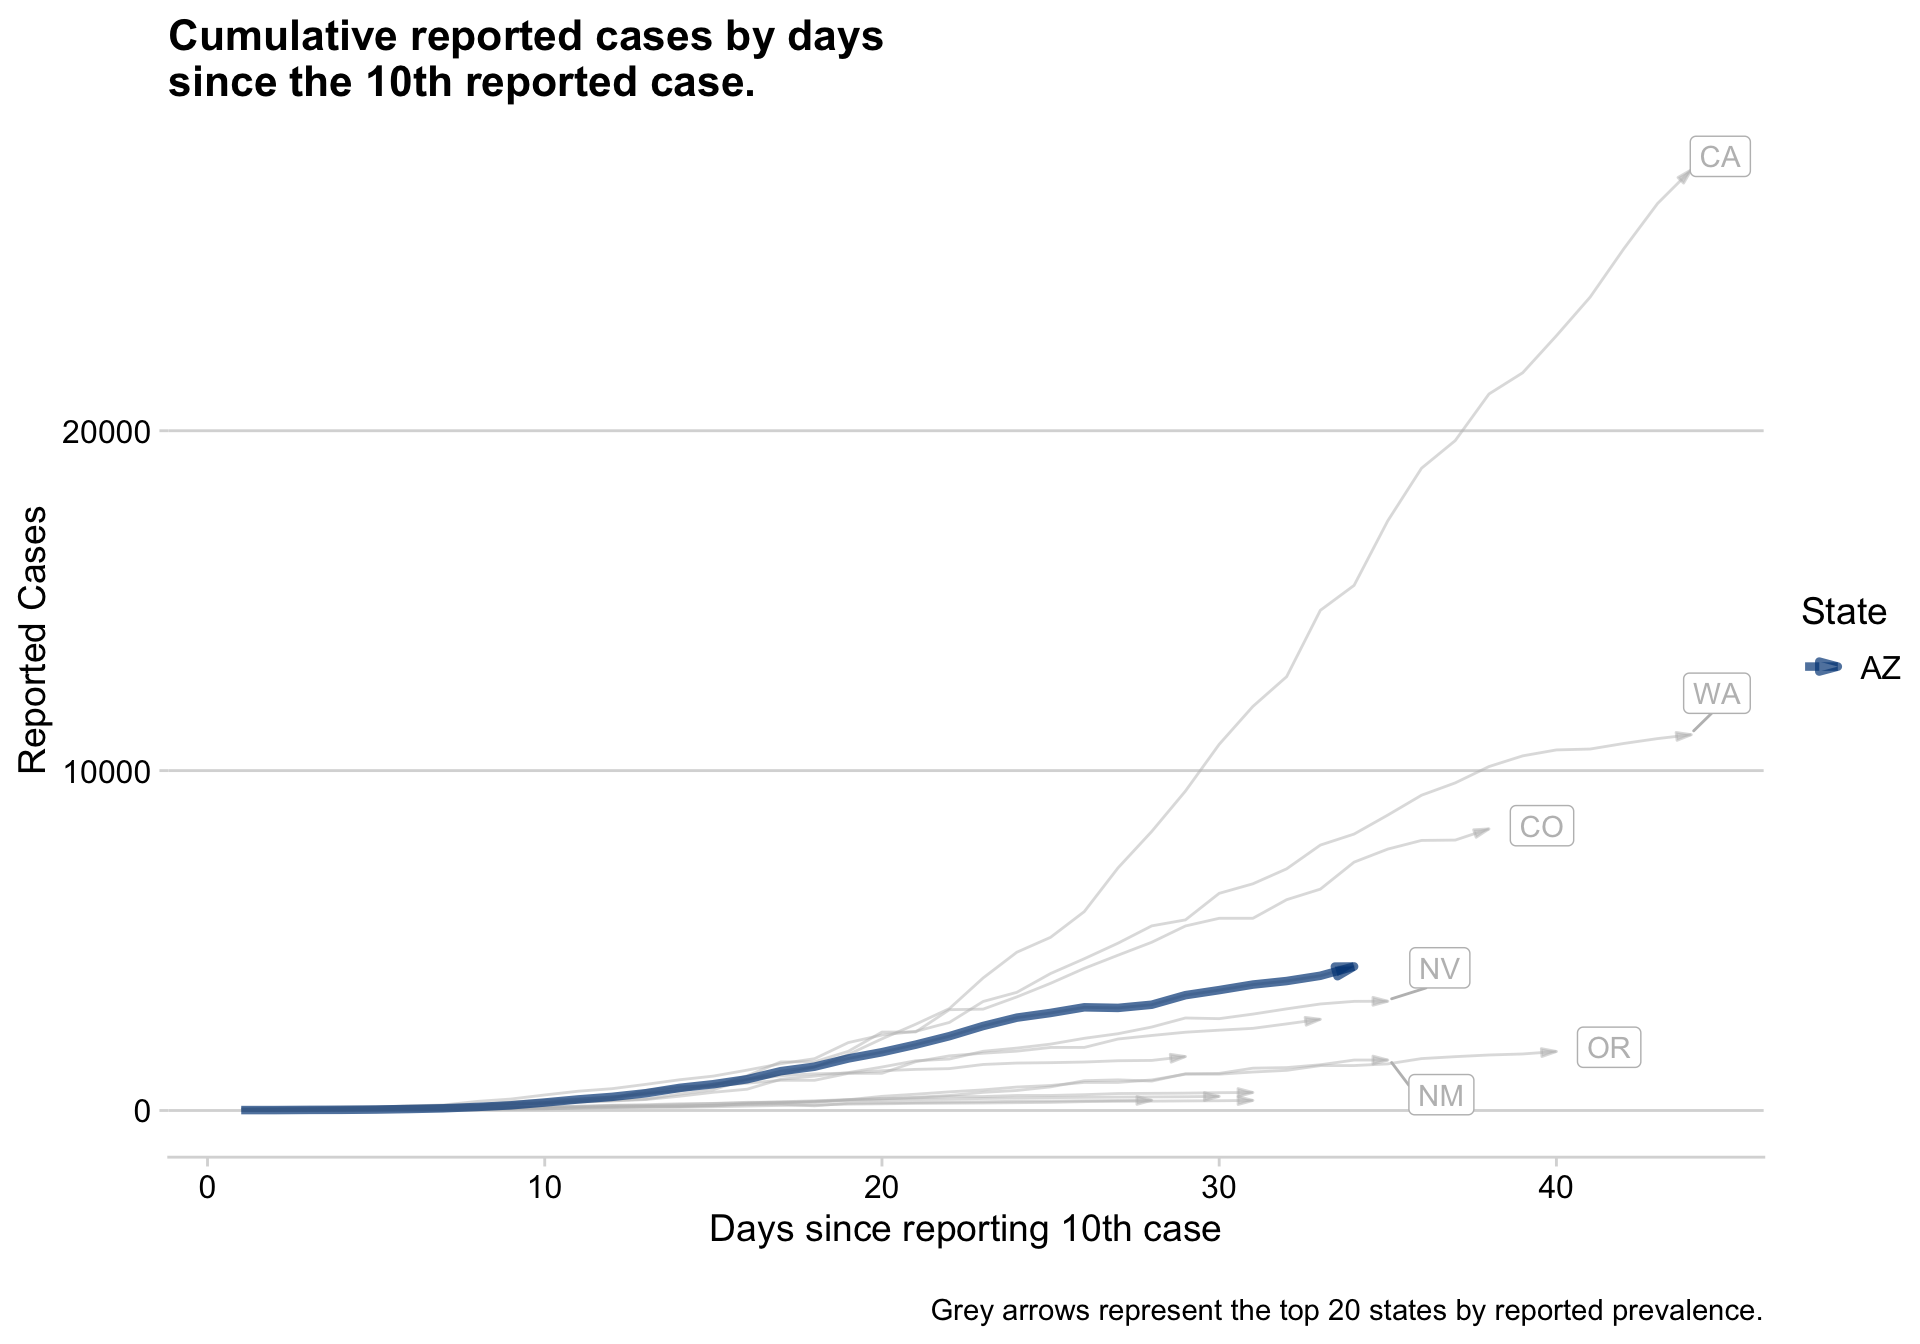 Cumulative reported cases by days
since the 10th reported case.
CA
20000
Reported Cases
State
AZ
WA
10000
CO
NV
OR
NM
0
0 10 20 30 40
Days since reporting 10th case
Grey arrows represent the top 20 states by reported prevalence.